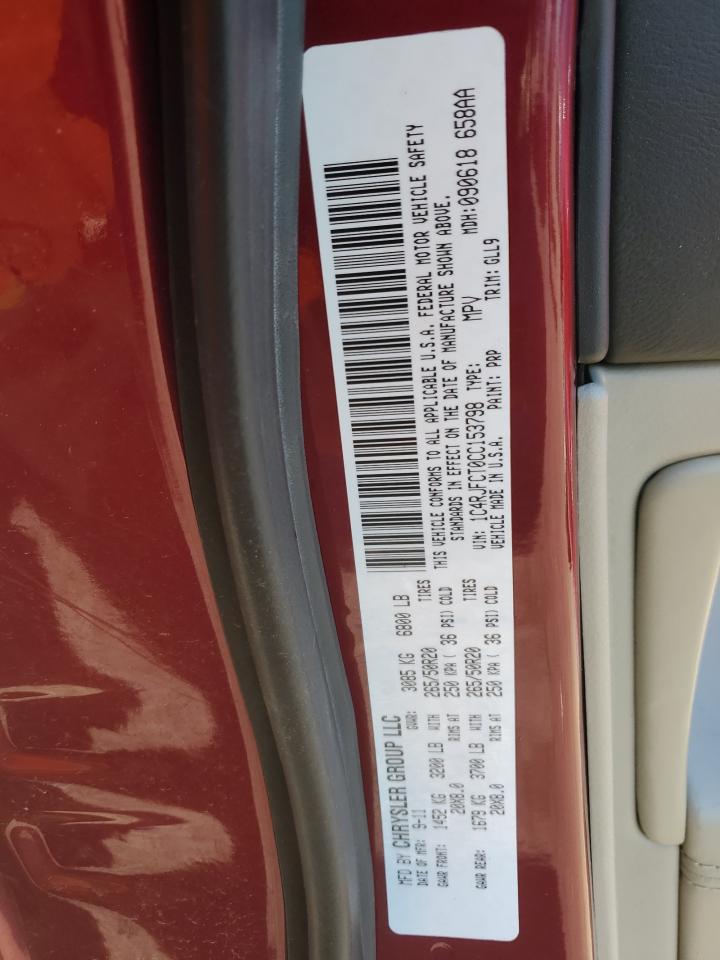 MFD BY CHRYSLER GROUP LLC
DATE OF MFR: 9-11 GVWR: 3085 KG 6800 LB
GAWR FRONT: 1452 KG 3200 LB WITH 265/50R20 TIRES
20X8.0 RIMS AT 250 KPA ( 36 PSI) COLD
GAWR REAR: 1679 KG 3700 LB WITH 265/50R20 TIRES
20X8.0 RIMS AT 250 KPA ( 36 PSI) COLD
THIS VEHICLE CONFORMS TO ALL APPLICABLE U.S.A. FEDERAL MOTOR VEHICLE SAFETY
STANDARDS IN EFFECT ON THE DATE OF MANUFACTURE SHOWN ABOVE.
VIN: 1C4RJFCT0CC153798 TYPE: MPV MDH:090618 658AA
VEHICLE MADE IN U.S.A. PAINT: PRP TRIM: GLL9